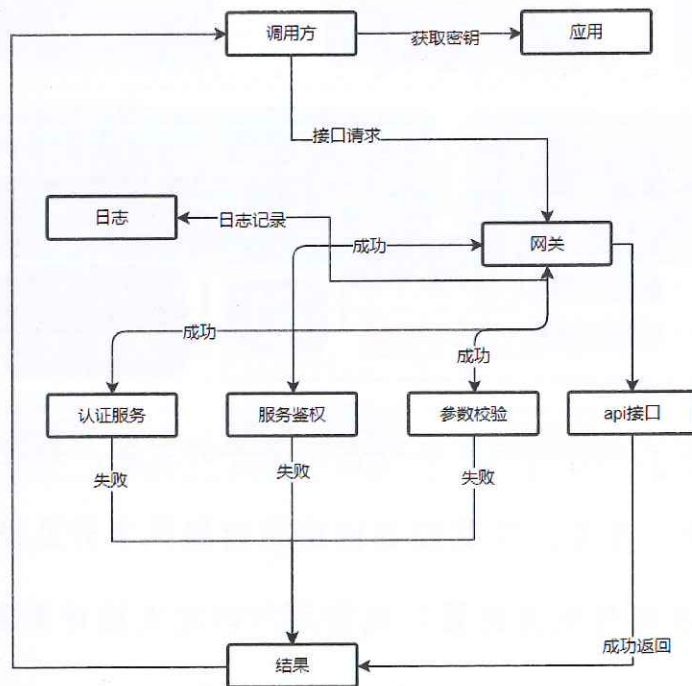 调用方
获取密钥
应用
接口请求
日志
日志记录
成功
网关
成功
成功
认证服务
服务鉴权
参数校验
api接口
失败
失败
失败
成功返回
结果